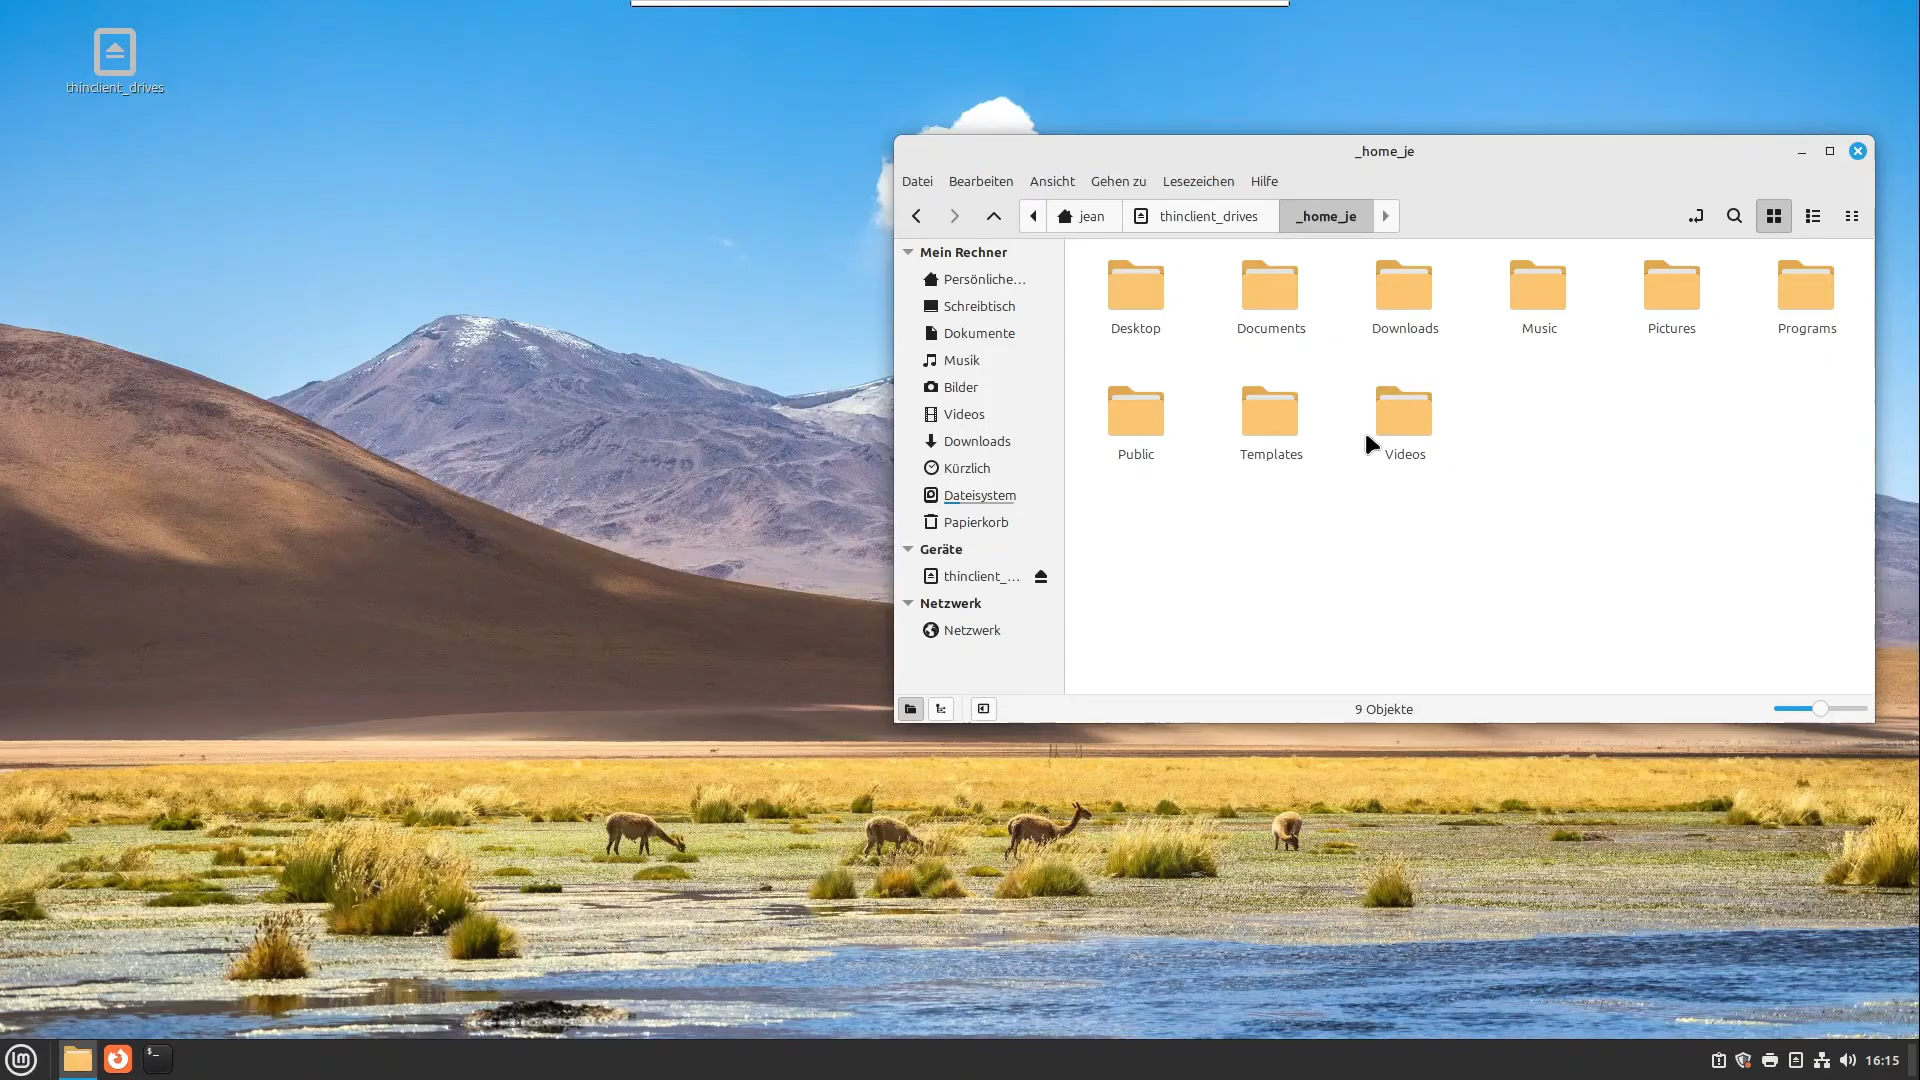 thinclient_drives
_home_je
Datei Bearbeiten Ansicht Gehen zu Lesezeichen Hilfe
jean thinclient_drives _home_je
Mein Rechner
Persönliche...
Schreibtisch
Dokumente
Musik
Bilder
Videos
Downloads
Kürzlich
Dateisystem
Papierkorb
Geräte
thinclient_...
Netzwerk
Netzwerk
Desktop Documents Downloads Music Pictures Programs
Public Templates Videos
9 Objekte
lm
$_
16:15